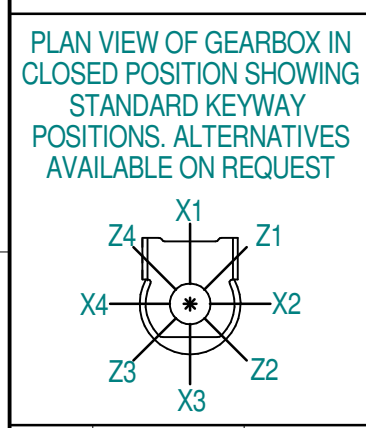 PLAN VIEW OF GEARBOX IN
CLOSED POSITION SHOWING
STANDARD KEYWAY
POSITIONS. ALTERNATIVES
AVAILABLE ON REQUEST
X1
Z4 Z1
X4 X2
Z3 Z2
X3